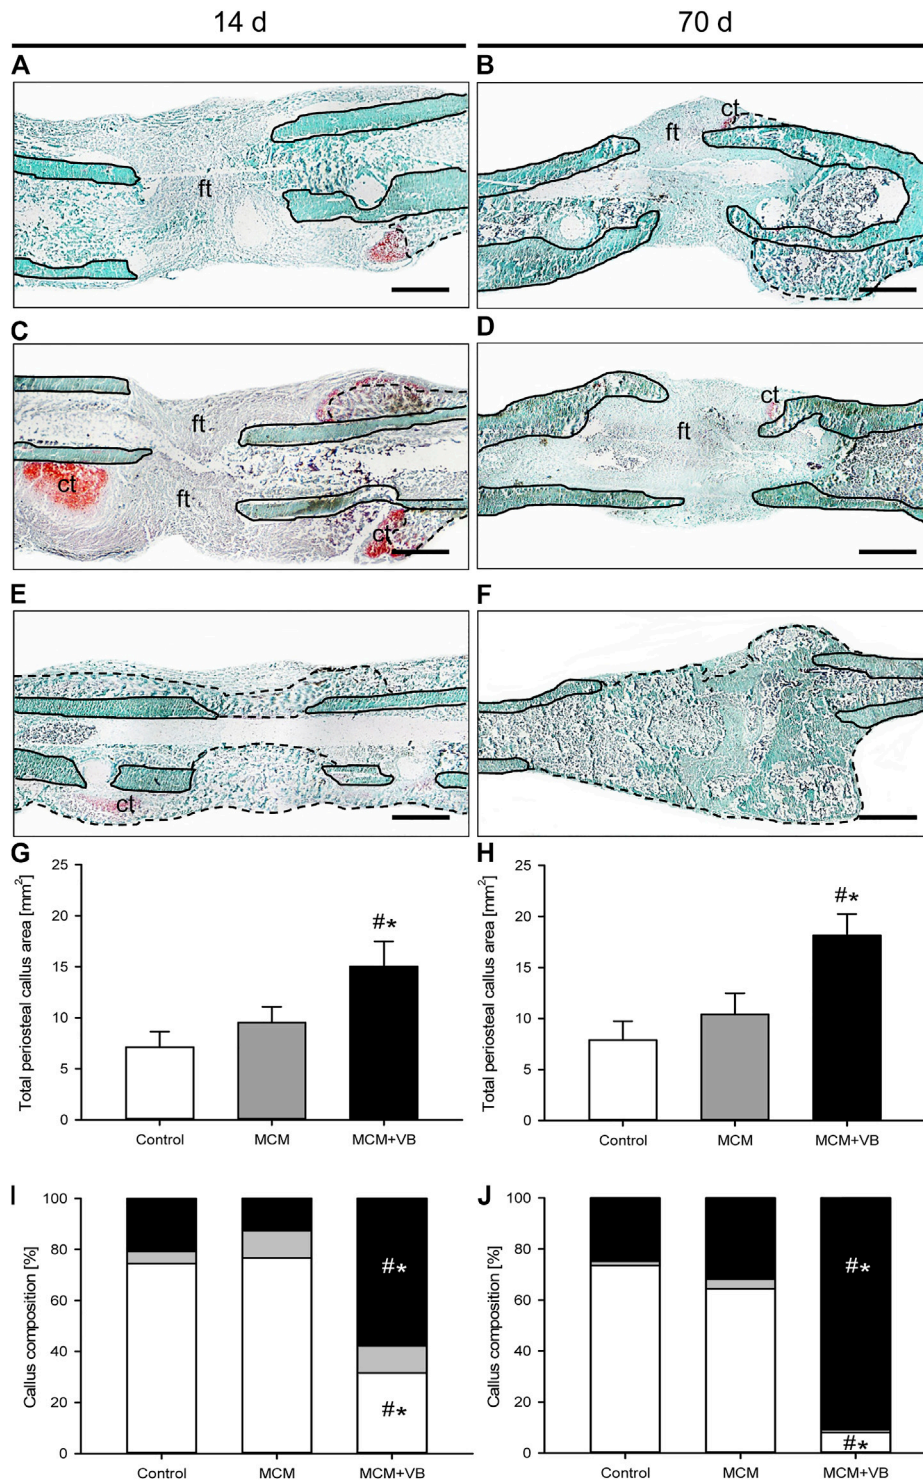 14 d 70 d
A B
ft
ct
ft
C D
ft
ct
ft
ct
ct
ft
E F
ct
G H
Total periosteal callus area [mm²]
25
20
15
10
5
0
#*
Control MCM MCM+VB
Total periosteal callus area [mm²]
25
20
15
10
5
0
#*
Control MCM MCM+VB
I J
Callus composition [%]
100
80
60
40
20
0
#*
#*
Control MCM MCM+VB
Callus composition [%]
100
80
60
40
20
0
#*
#*
Control MCM MCM+VB